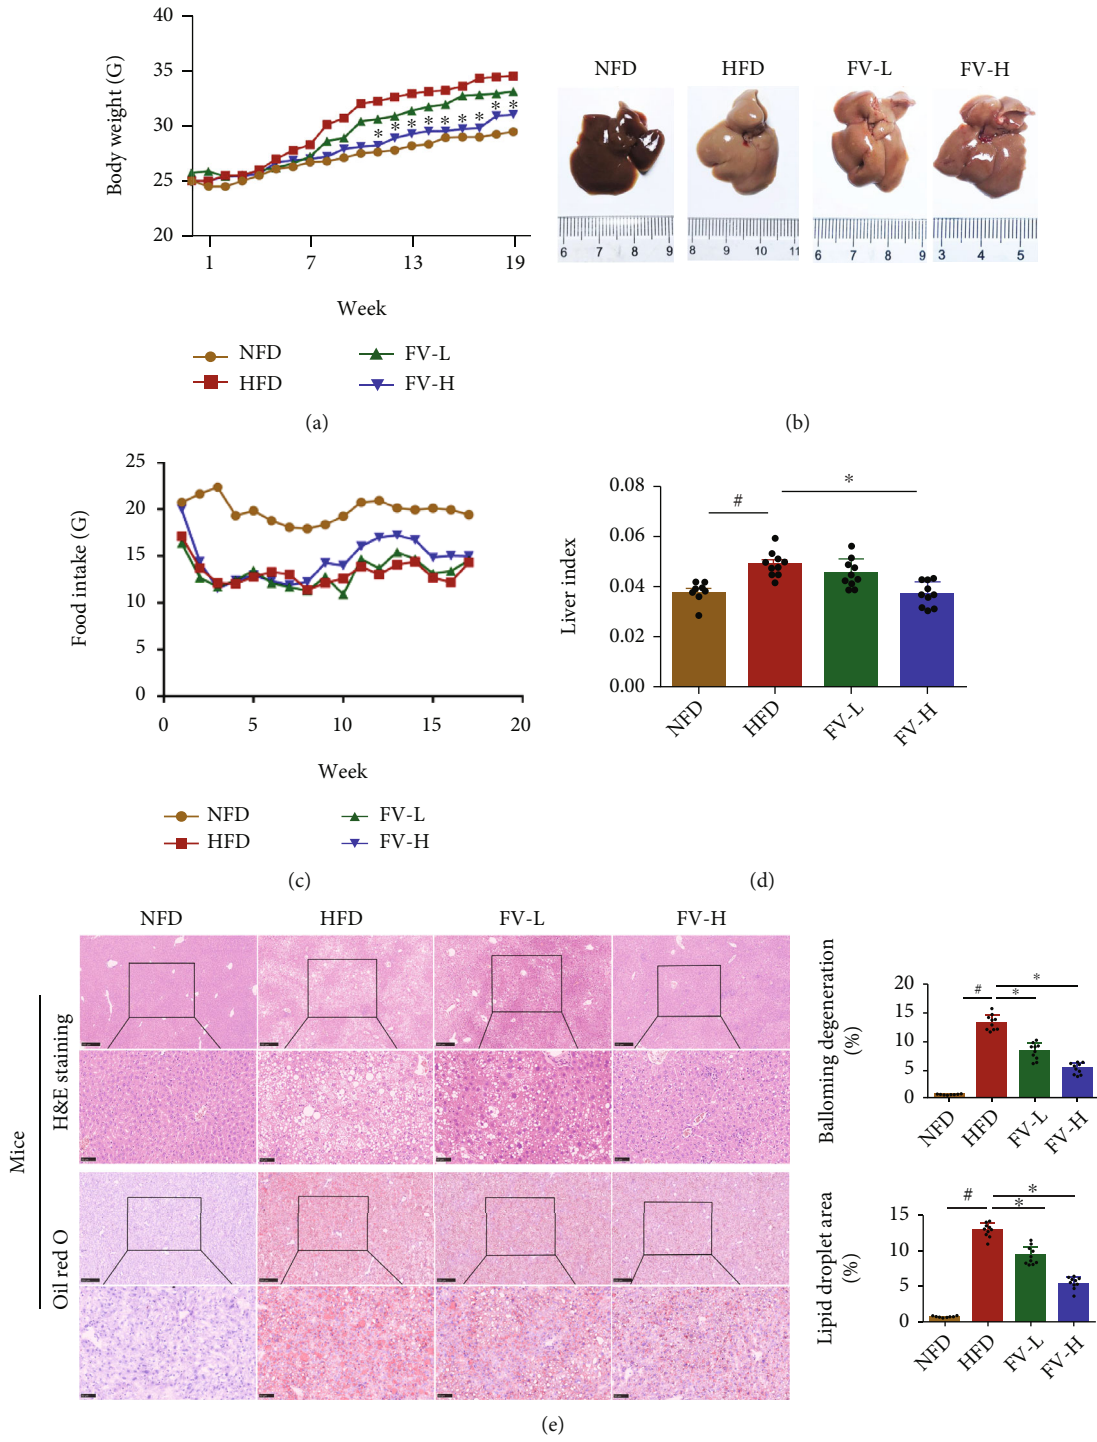 40
35
30
25
20
Body weight (G)
* * * * * * * * *
1 7 13 19
Week
NFD FV-L
HFD FV-H
(a)
NFD HFD FV-L FV-H
6 7 8 9 8 9 10 11 6 7 8 9 3 4 5
(b)
25
20
15
10
5
0
Food intake (G)
0 5 10 15 20
Week
NFD FV-L
HFD FV-H
(c)
0.08
0.06
0.04
0.02
0.00
Liver index
# *
NFD HFD FV-L FV-H
(d)
NFD HFD FV-L FV-H
Mice
H&E staining
Oil red O
20
15
10
5
0
Balloming degeneration
(%)
# * *
NFD HFD FV-L FV-H
15
10
5
0
Lipid droplet area
(%)
# * *
NFD HFD FV-L FV-H
(e)